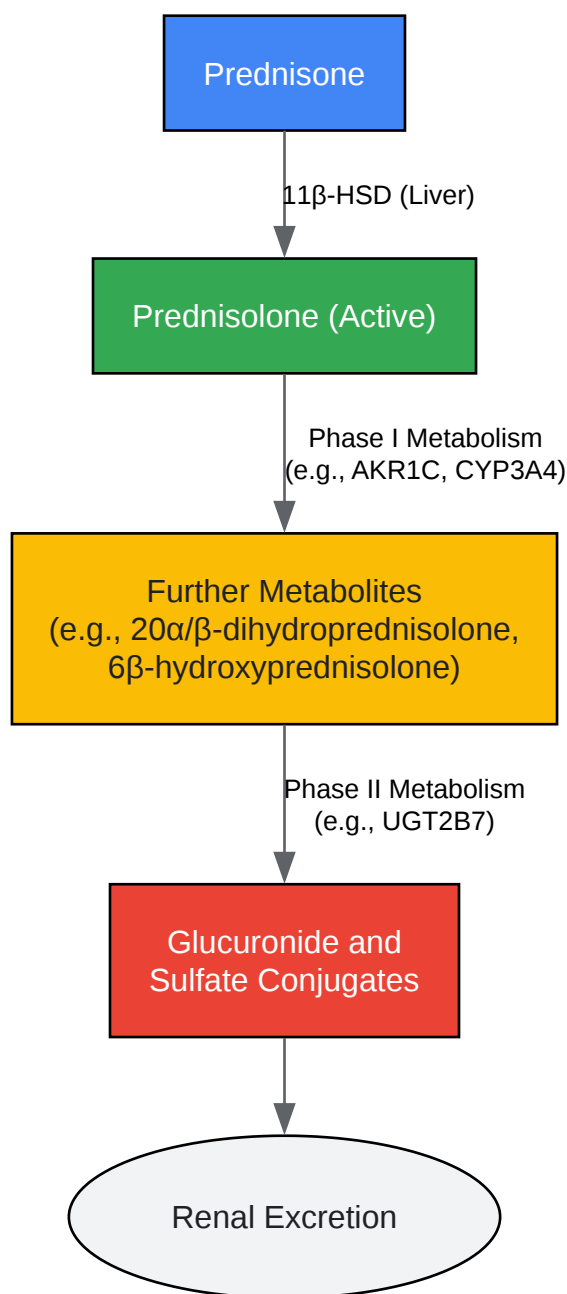 Prednisone
11β-HSD (Liver)
Prednisolone (Active)
Phase I Metabolism
(e.g., AKR1C, CYP3A4)
Further Metabolites
(e.g., 20α/β-dihydroprednisolone,
6β-hydroxyprednisolone)
Phase II Metabolism
(e.g., UGT2B7)
Glucuronide and
Sulfate Conjugates
Renal Excretion